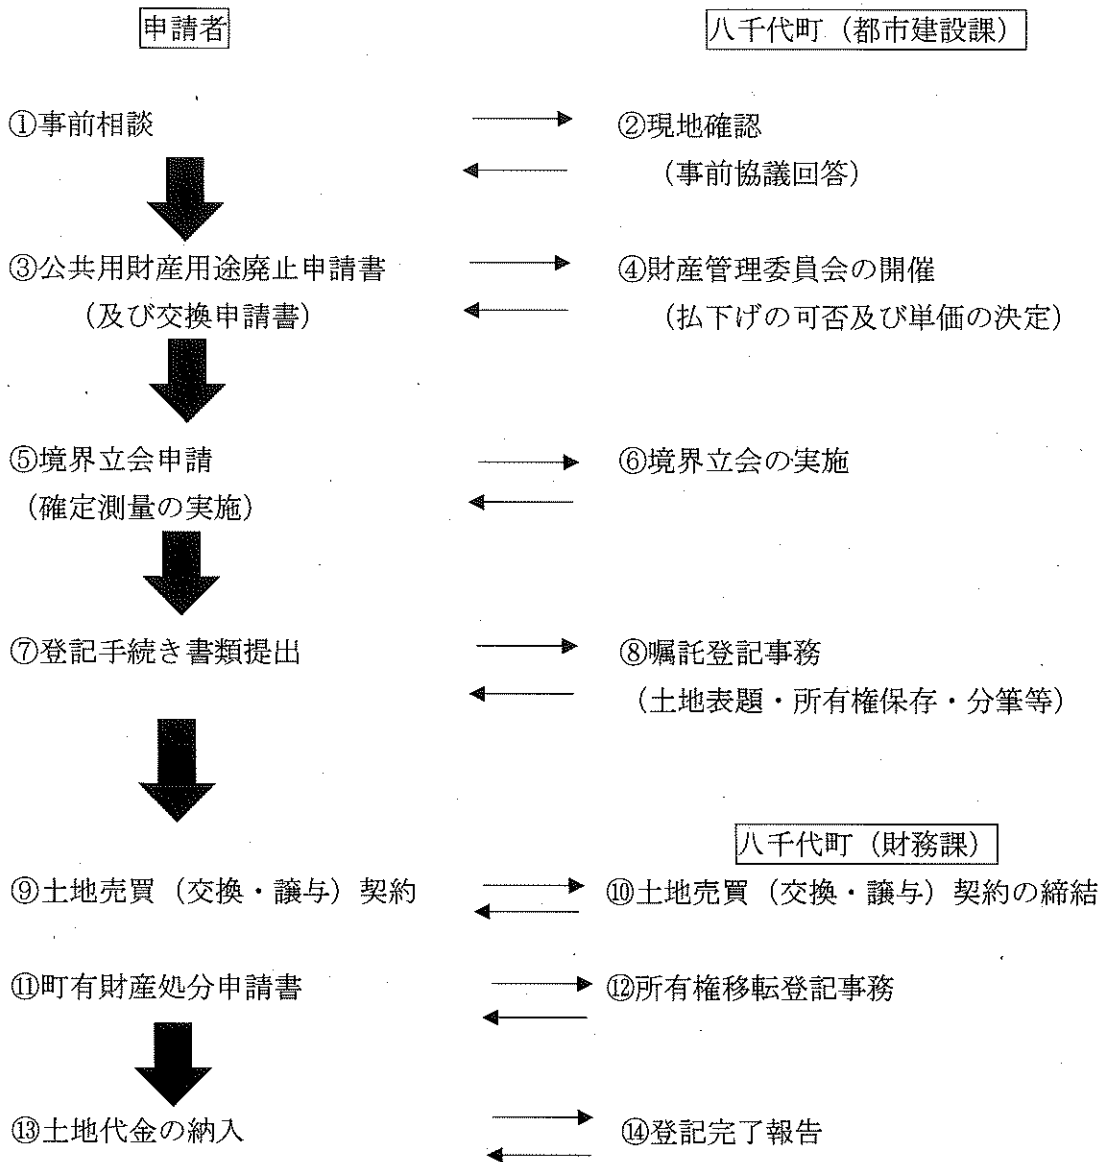 申請者
八千代町（都市建設課）
①事前相談
②現地確認
（事前協議回答）
③公共用財産用途廃止申請書
（及び交換申請書）
④財産管理委員会の開催
（払下げの可否及び単価の決定）
⑤境界立会申請
（確定測量の実施）
⑥境界立会の実施
⑦登記手続き書類提出
⑧嘱託登記事務
（土地表題・所有権保存・分筆等）
八千代町（財務課）
⑨土地売買（交換・譲与）契約
⑩土地売買（交換・譲与）契約の締結
⑪町有財産処分申請書
⑫所有権移転登記事務
⑬土地代金の納入
⑭登記完了報告